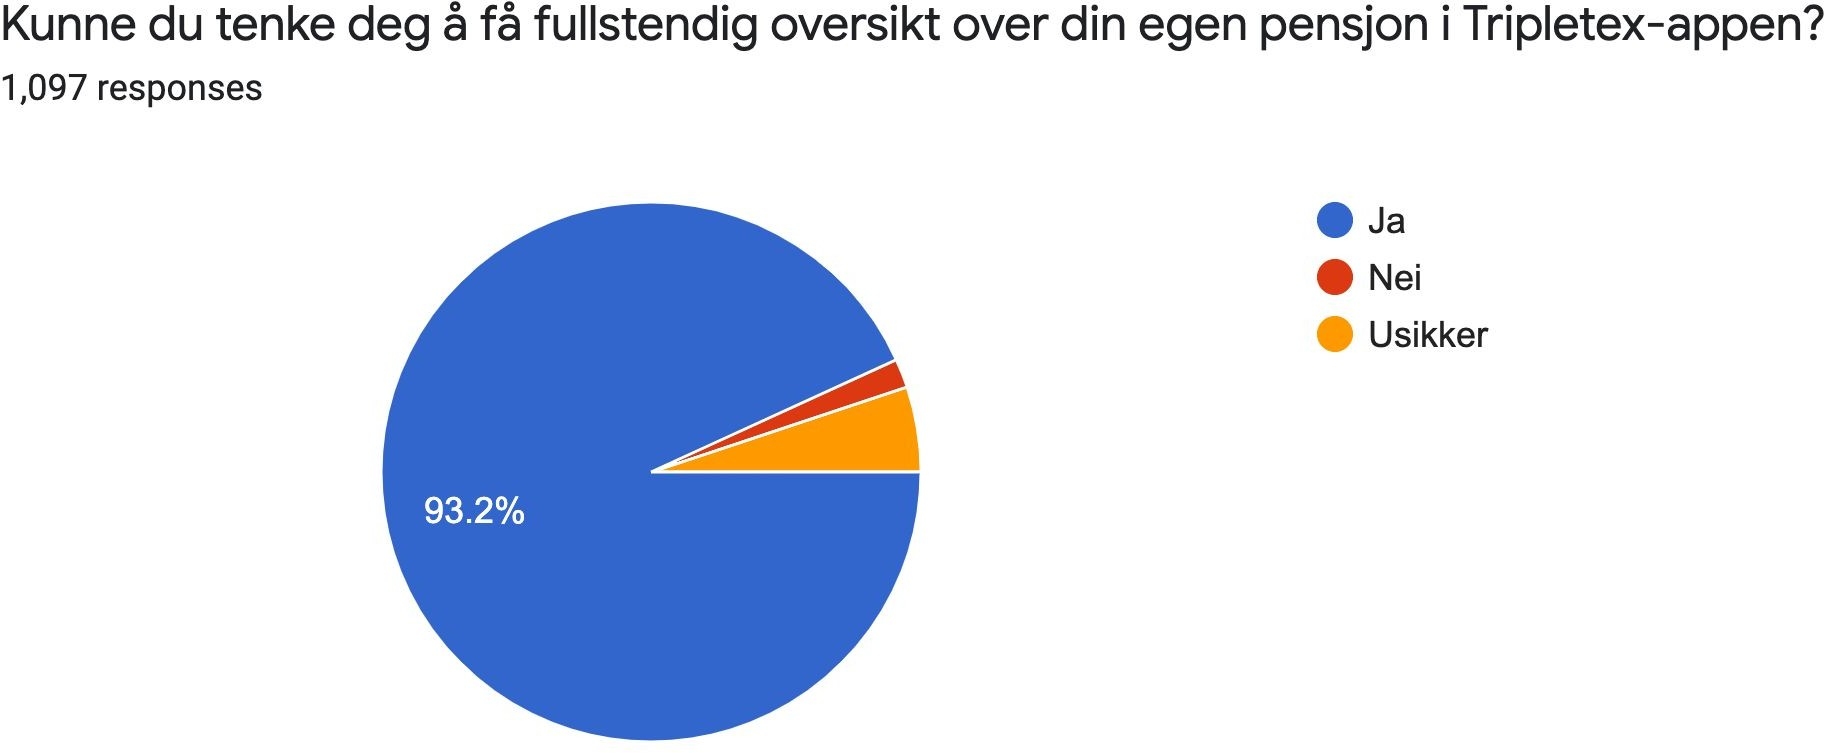 Kunne du tenke deg å få fullstendig oversikt over din egen pensjon i Tripletex-appen?
1,097 responses
Ja
Nei
Usikker
93.2%